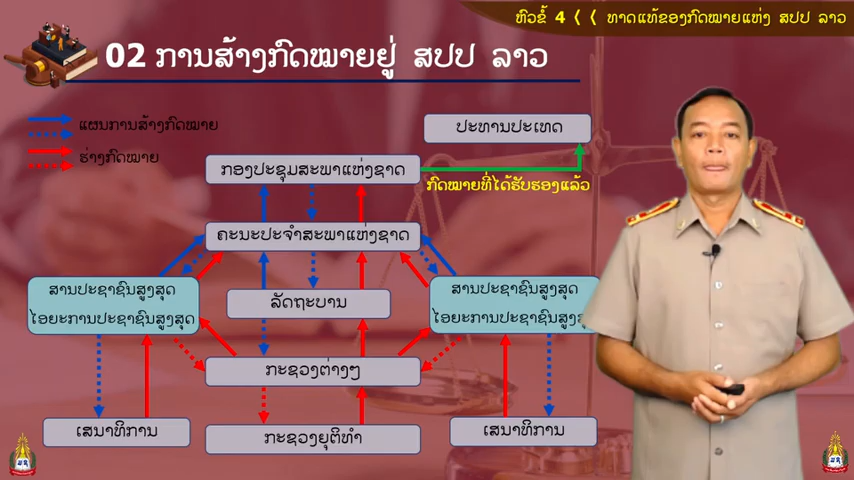 ຫົວຂໍ້ 4 ⟨ ⟨ ທາດແທ້ຂອງກົດໝາຍແຫ່ງ ສປປ ລາວ
02 ການສ້າງກົດໝາຍຢູ່ ສປປ ລາວ
ແຜນການສ້າງກົດໝາຍ
ຮ່າງກົດໝາຍ
ປະທານປະເທດ
ກອງປະຊຸມສະພາແຫ່ງຊາດ
ກົດໝາຍທີ່ໄດ້ຮັບຮອງແລ້ວ
ຄະນະປະຈຳສະພາແຫ່ງຊາດ
ສານປະຊາຊົນສູງສຸດ
ໄອຍະການປະຊາຊົນສູງສຸດ
ລັດຖະບານ
ສານປະຊາຊົນສູງສຸດ
ໄອຍະການປະຊາຊົນສູງສຸດ
ກະຊວງຕ່າງໆ
ເສນາທິການ
ກະຊວງຍຸຕິທຳ
ເສນາທິການ